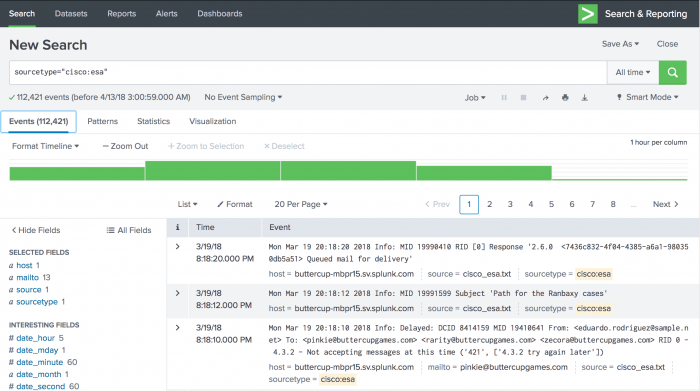 Search Datasets Reports Alerts Dashboards Search & Reporting
New Search Save As Close
sourcetype="cisco:esa" All time
112,421 events (before 4/13/18 3:00:59.000 AM) No Event Sampling Job Smart Mode
Events (112,421) Patterns Statistics Visualization
Format Timeline — Zoom Out + Zoom to Selection × Deselect 1 hour per column
List Format 20 Per Page < Prev 1 2 3 4 5 6 7 8 ... Next >
< Hide Fields All Fields
i Time Event
SELECTED FIELDS
a host 1
a mailto 13
a source 1
a sourcetype 1
INTERESTING FIELDS
# date_hour 5
# date_mday 1
# date_minute 60
a date_month 1
# date_second 60
> 3/19/18 Mon Mar 19 20:18:20 2018 Info: MID 19990410 RID [0] Response '2.6.0 <7436c832-4f04-4385-a6a1-98035
8:18:20.000 PM 0db5a51> Queued mail for delivery'
host = buttercup-mbpr15.sv.splunk.com source = cisco_esa.txt sourcetype = cisco:esa
> 3/19/18 Mon Mar 19 20:18:12 2018 Info: MID 19991599 Subject 'Path for the Ranbaxy cases'
8:18:12.000 PM host = buttercup-mbpr15.sv.splunk.com source = cisco_esa.txt sourcetype = cisco:esa
> 3/19/18 Mon Mar 19 20:18:10 2018 Info: Delayed: DCID 8414159 MID 19410641 From: <eduardo.rodriguez@sample.n
8:18:10.000 PM et> To: <pinkie@buttercupgames.com> <rarity@buttercupgames.com> <zecora@buttercupgames.com> RID 0 -
4.3.2 - Not accepting messages at this time ('421', ['4.3.2 try again later'])
host = buttercup-mbpr15.sv.splunk.com mailto = pinkie@buttercupgames.com source = cisco_esa.txt
sourcetype = cisco:esa